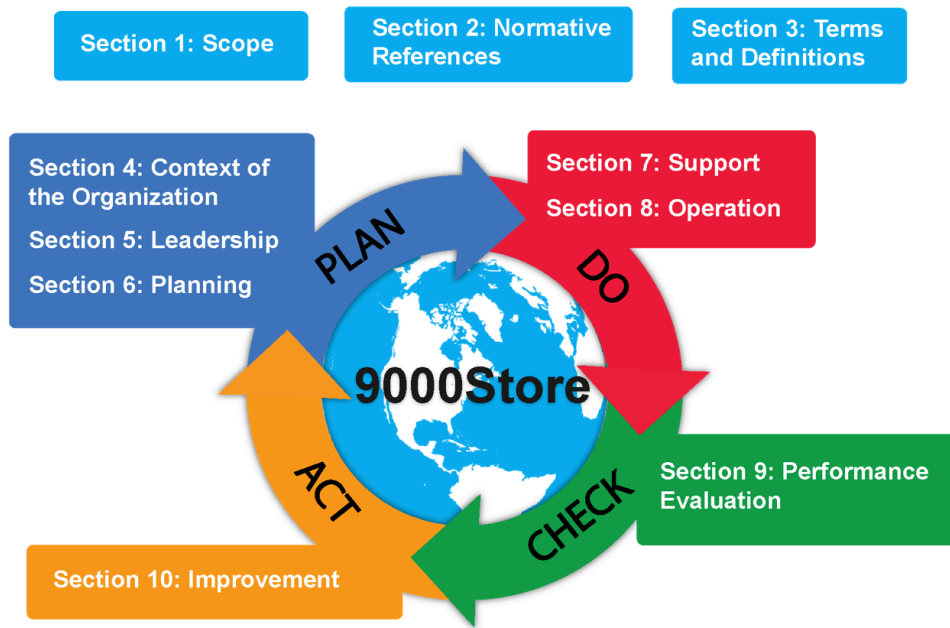 Section 1: Scope
Section 2: Normative
References
Section 3: Terms
and Definitions
Section 4: Context of
the Organization
Section 5: Leadership
Section 6: Planning
PLAN
Section 7: Support
Section 8: Operation
DO
9000Store
Section 9: Performance
Evaluation
CHECK
ACT
Section 10: Improvement